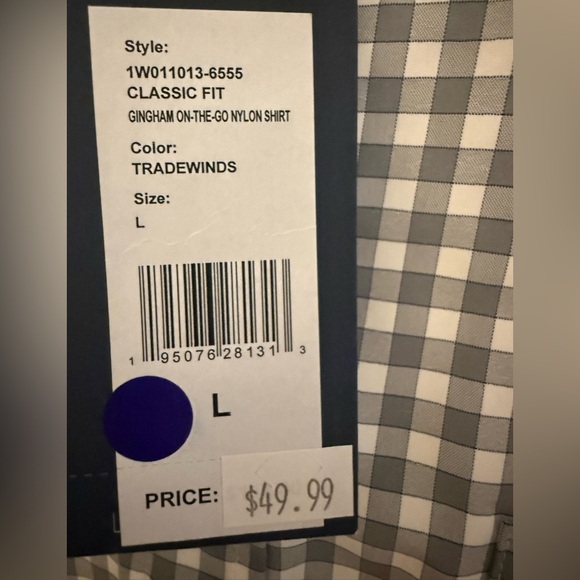 Style:
1W011013-6555
CLASSIC FIT
GINGHAM ON-THE-GO NYLON SHIRT
Color:
TRADEWINDS
Size:
L
1 95076 28131 3
L
PRICE: $49.99